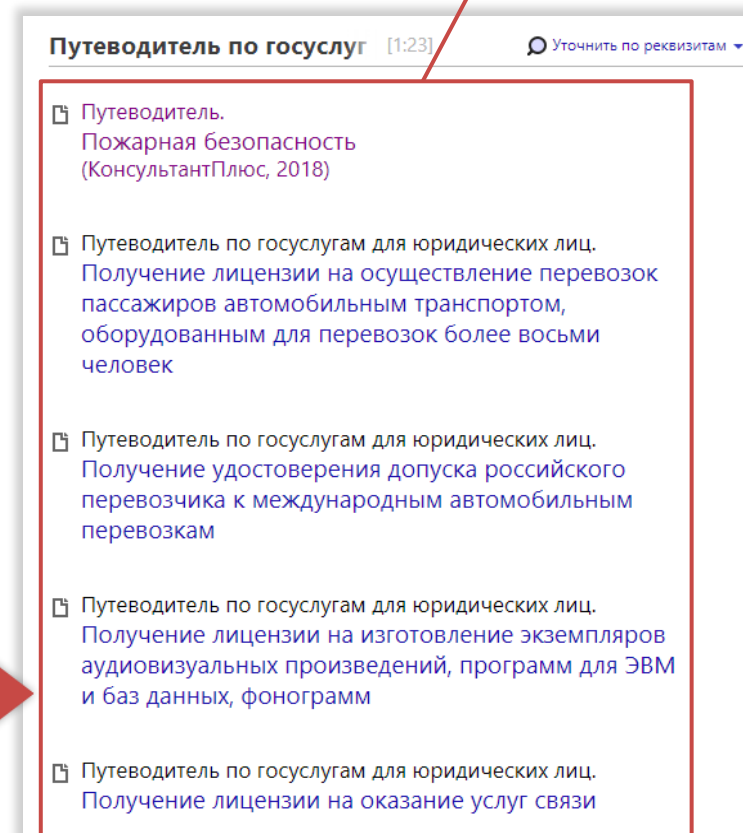 Путеводитель по госуслуг [1:23] Уточнить по реквизитам
Путеводитель.
Пожарная безопасность
(КонсультантПлюс, 2018)
Путеводитель по госуслугам для юридических лиц.
Получение лицензии на осуществление перевозок
пассажиров автомобильным транспортом,
оборудованным для перевозок более восьми
человек
Путеводитель по госуслугам для юридических лиц.
Получение удостоверения допуска российского
перевозчика к международным автомобильным
перевозкам
Путеводитель по госуслугам для юридических лиц.
Получение лицензии на изготовление экземпляров
аудиовизуальных произведений, программ для ЭВМ
и баз данных, фонограмм
Путеводитель по госуслугам для юридических лиц.
Получение лицензии на оказание услуг связи